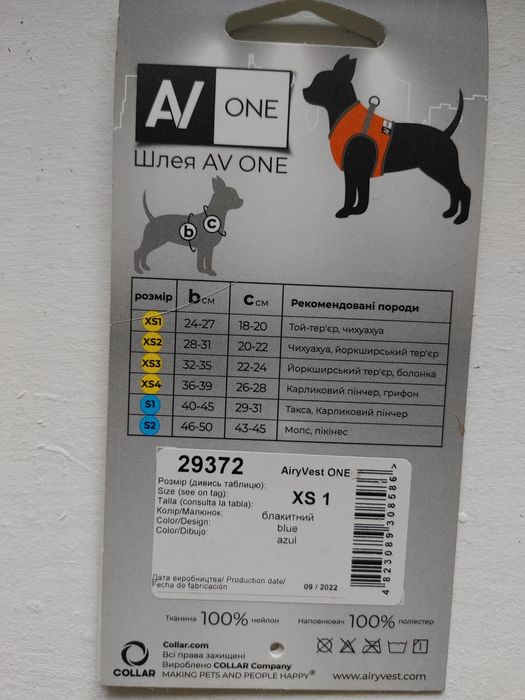 AV ONE
Шлея AV ONE
b c
розмір b см c см Рекомендовані породи
XS1 24-27 18-20 Той-тер'єр, чихуахуа
XS2 28-31 20-22 Чихуахуа, йоркширський тер'єр
XS3 32-35 22-24 Йоркширський тер'єр, болонка
XS4 36-39 26-28 Карликовий пінчер, грифон
S1 40-45 29-31 Такса, Карликовий пінчер
S2 46-50 43-45 Мопс, пікінес
29372 AiryVest ONE
Розмір (дивись таблицю):
Size (see on tag): XS 1
Talla (consulta la tabla):
Колір/Малюнок: блакитний
Color/Design: blue
Color/Dibujo azul
Дата виробництва/ Production date/
Fecha de fabricación 09 / 2022
4 823089 308586 >
Тканина 100% нейлон Наповнювач 100% поліестер
Collar.com
Всі права захищені
Вироблено COLLAR Company
COLLAR MAKING PETS AND PEOPLE HAPPY® www.airyvest.com